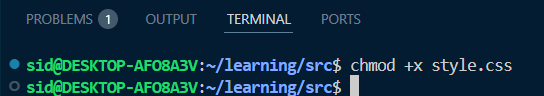 PROBLEMS 1 OUTPUT TERMINAL PORTS
sid@DESKTOP-AFO8A3V:~/learning/src$ chmod +x style.css
sid@DESKTOP-AFO8A3V:~/learning/src$